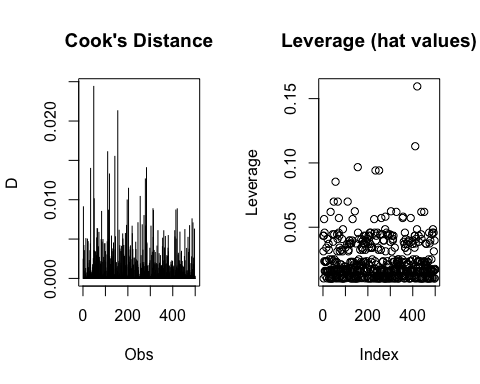 Cook's Distance
D
0.020
0.010
0.000
0 200 400
Obs
Leverage (hat values)
Leverage
0.15
0.10
0.05
0 200 400
Index